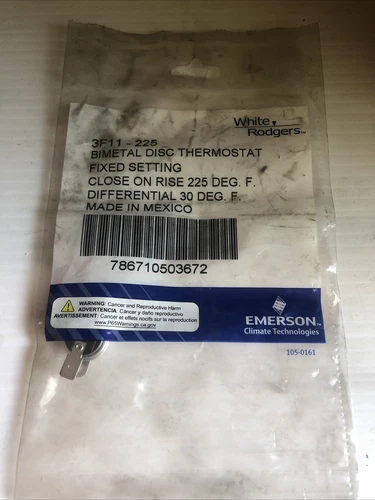 White
Rodgers™
3F11 - 225
BIMETAL DISC THERMOSTAT
FIXED SETTING
CLOSE ON RISE 225 DEG. F.
DIFFERENTIAL 30 DEG. F.
MADE IN MEXICO
786710503672
WARNING: Cancer and Reproductive Harm
ADVERTENCIA: Cáncer y daño reproductivo
AVERTISSEMENT: Cancer et effets nocifs sur la reproduction
www.P65Warnings.ca.gov
EMERSON™
Climate Technologies
105-0161